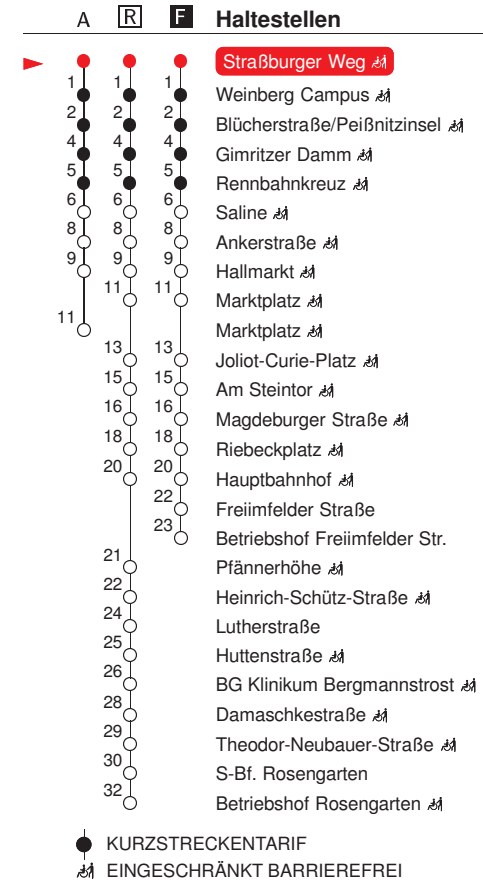 A R F Haltestellen
Straßburger Weg
1 1 1 Weinberg Campus
2 2 2 Blücherstraße/Peißnitzinsel
4 4 4 Gimritzer Damm
5 5 5 Rennbahnkreuz
6 6 6 Saline
8 8 8 Ankerstraße
9 9 9 Hallmarkt
11 11 Marktplatz
11 Marktplatz
13 13 Joliot-Curie-Platz
15 15 Am Steintor
16 16 Magdeburger Straße
18 18 Riebeckplatz
20 20 Hauptbahnhof
22 Freiimfelder Straße
23 Betriebshof Freiimfelder Str.
21 Pfännerhöhe
22 Heinrich-Schütz-Straße
24 Lutherstraße
25 Huttenstraße
26 BG Klinikum Bergmannstrost
28 Damaschkestraße
29 Theodor-Neubauer-Straße
30 S-Bf. Rosengarten
32 Betriebshof Rosengarten
KURZSTRECKENTARIF
EINGESCHRÄNKT BARRIEREFREI